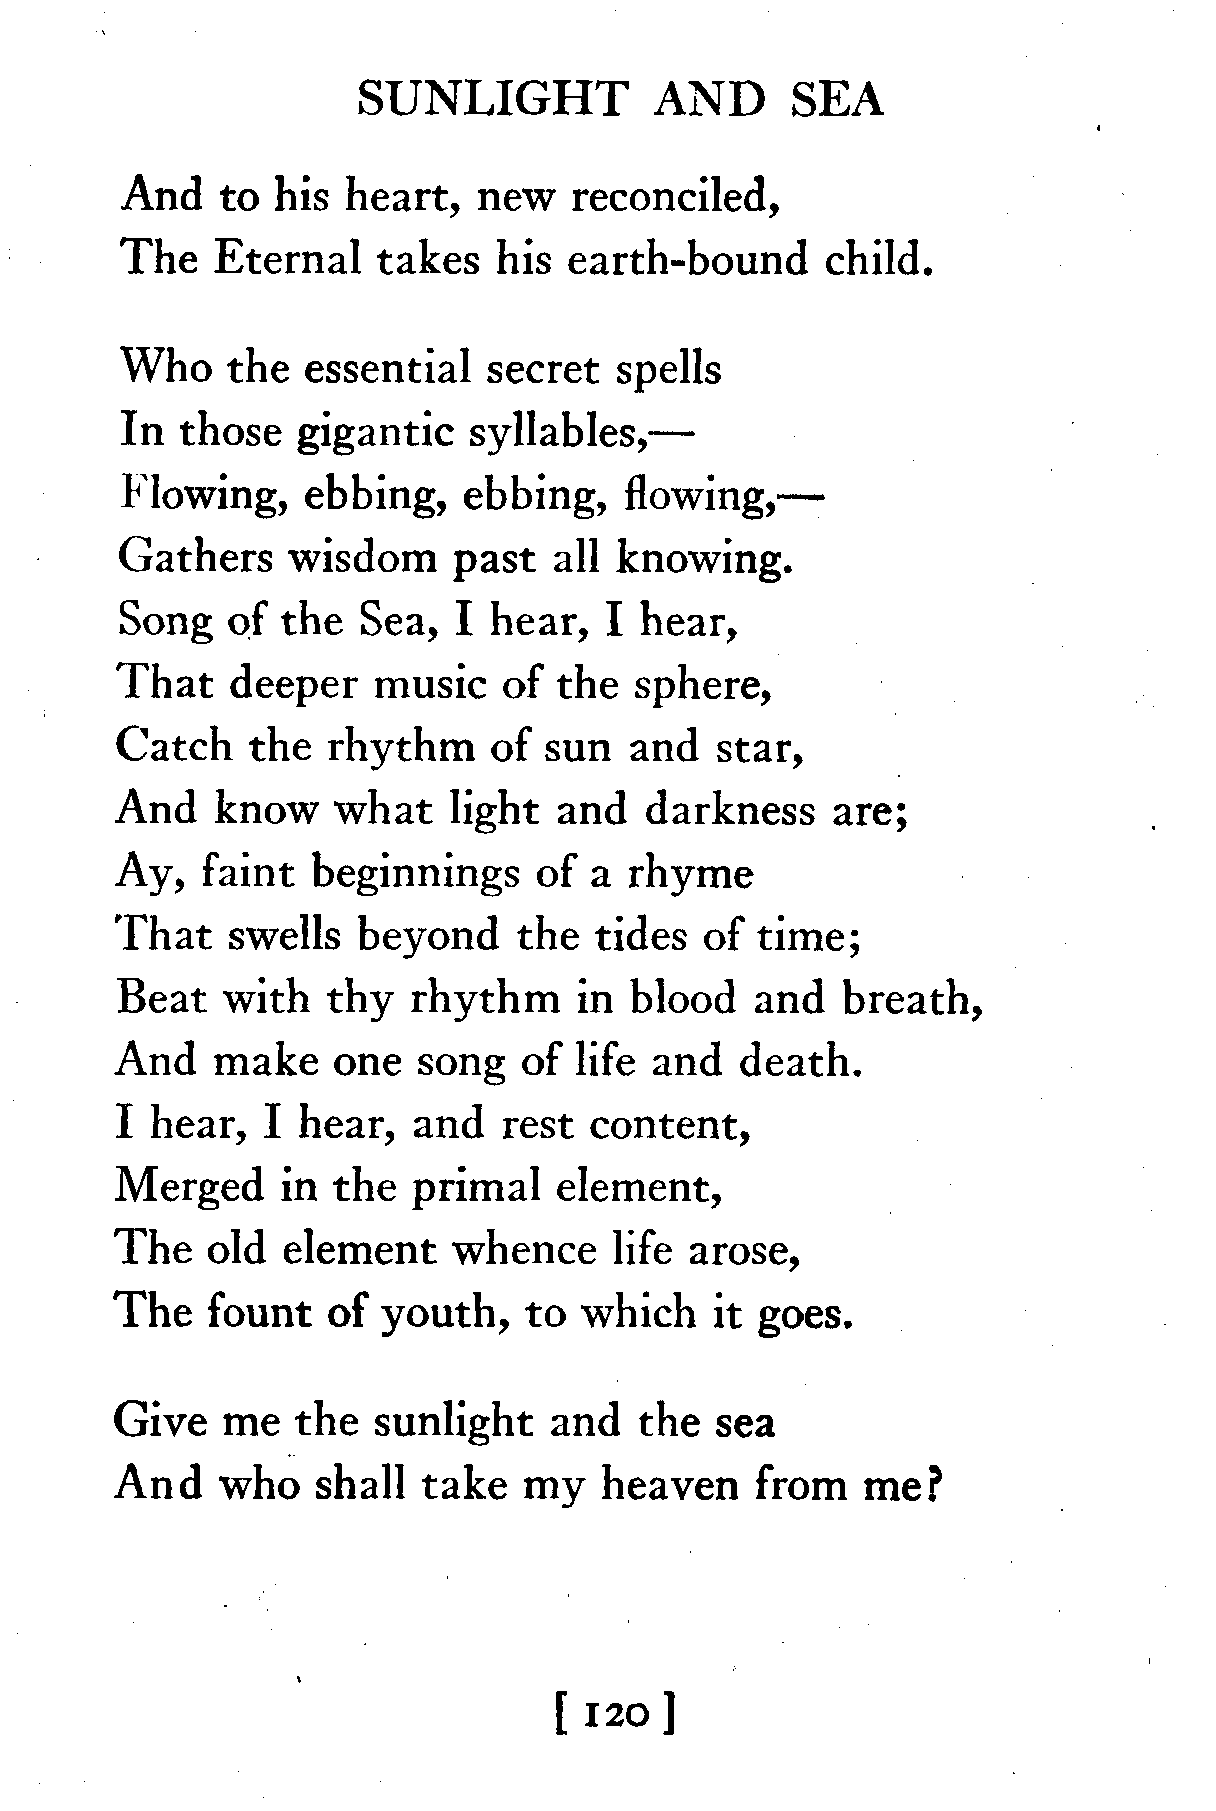 SUNLIGHT AND SEA
And to his heart, new reconciled,
The Eternal takes his earth-bound child.
Who the essential secret spells
In those gigantic syllables,—
Flowing, ebbing, ebbing, flowing,—
Gathers wisdom past all knowing.
Song of the Sea, I hear, I hear,
That deeper music of the sphere,
Catch the rhythm of sun and star,
And know what light and darkness are;
Ay, faint beginnings of a rhyme
That swells beyond the tides of time;
Beat with thy rhythm in blood and breath,
And make one song of life and death.
I hear, I hear, and rest content,
Merged in the primal element,
The old element whence life arose,
The fount of youth, to which it goes.
Give me the sunlight and the sea
And who shall take my heaven from me?
[ 120 ]